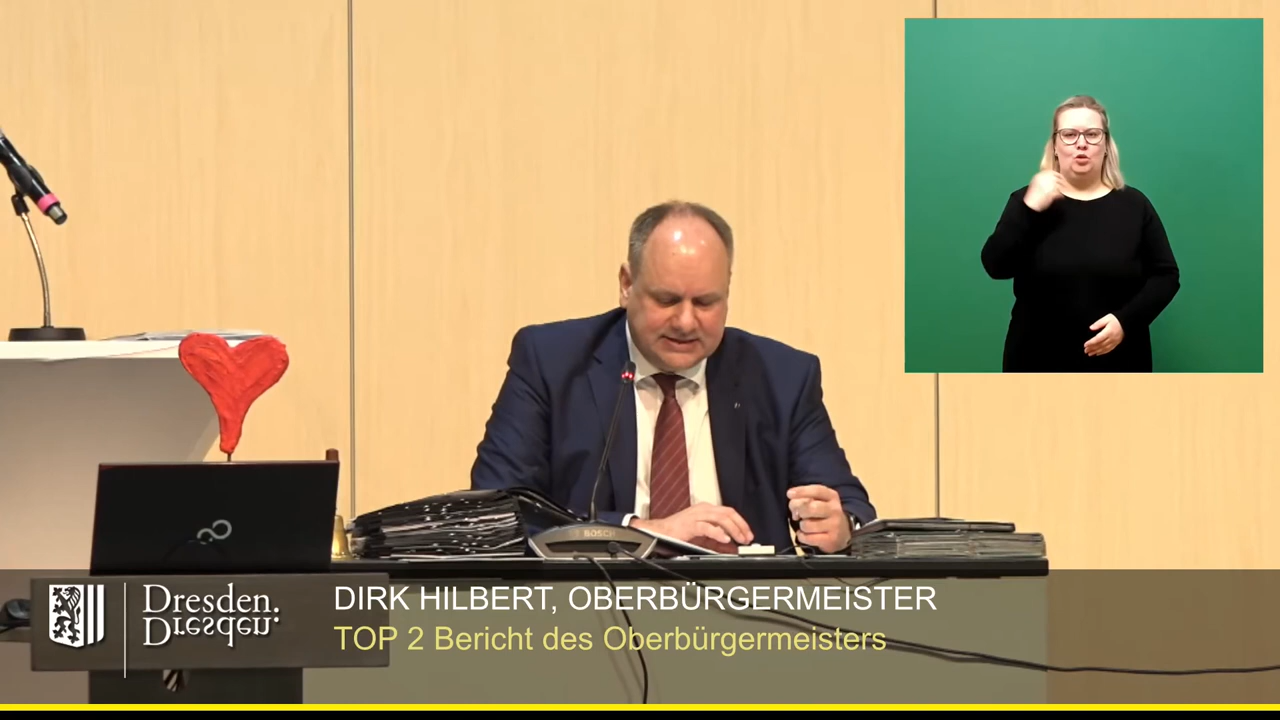 BOSCH
Dresden.
Dresden.
DIRK HILBERT, OBERBÜRGERMEISTER
TOP 2 Bericht des Oberbürgermeisters